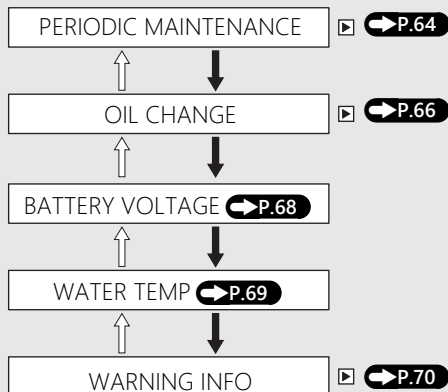 PERIODIC MAINTENANCE P.64
OIL CHANGE P.66
BATTERY VOLTAGE P.68
WATER TEMP P.69
WARNING INFO P.70